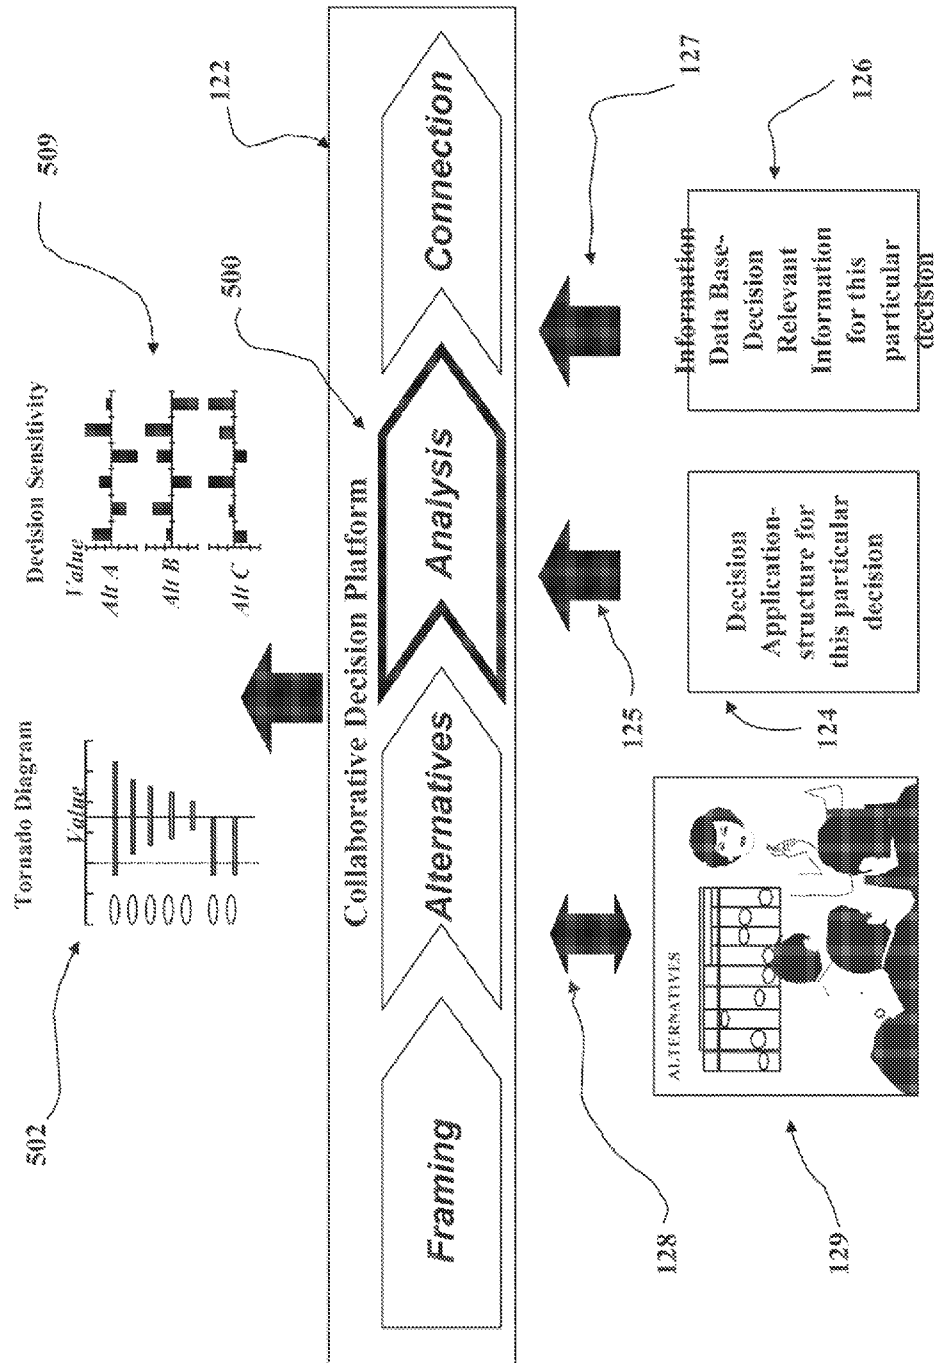 502
Tornado Diagram
Value
Decision Sensitivity
Value
Alt A
Alt B
Alt C
509
122
500
Collaborative Decision Platform
Framing
Alternatives
Analysis
Connection
128
125
127
129
ALTERNATIVES
124
Decision
Application-
structure for
this particular
decision
126
Information
Data Base-
Decision
Relevant
Information
for this
particular
decision